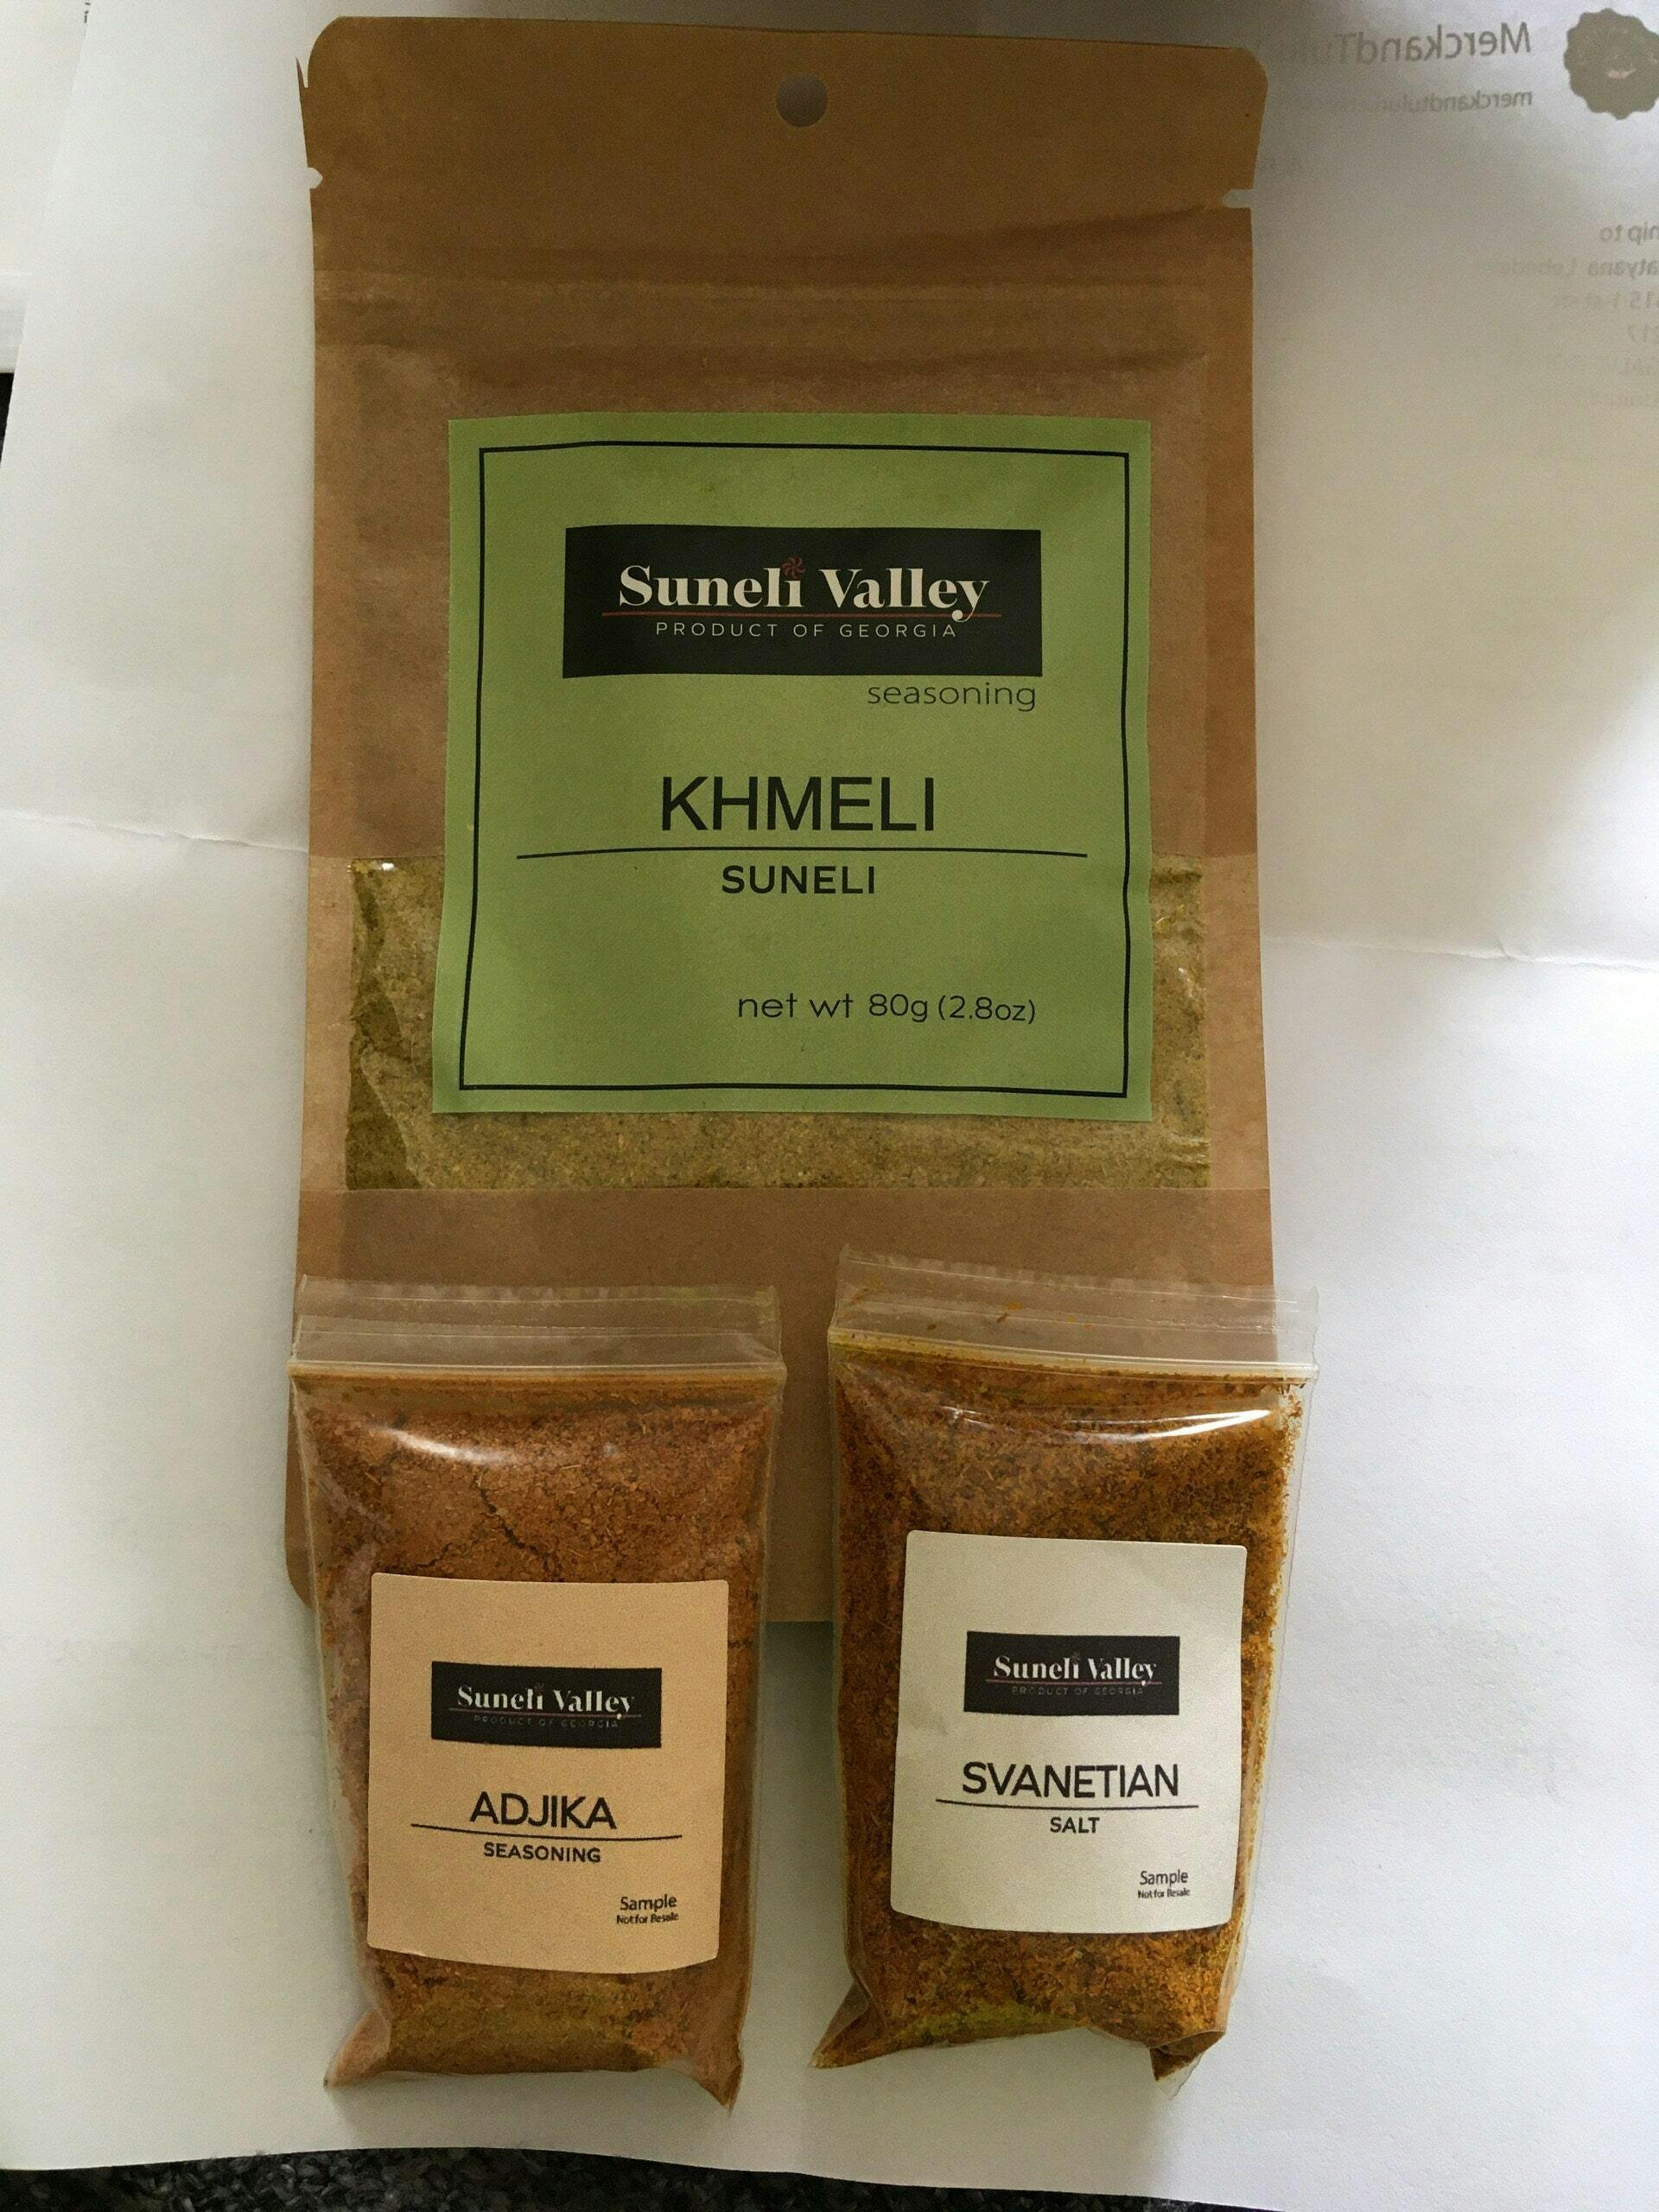 Suneli Valley
PRODUCT OF GEORGIA
seasoning
KHMELI
SUNELI
net wt 80g (2.8oz)
Suneli Valley
PRODUCT OF GEORGIA
ADJIKA
SEASONING
Sample
Not for Resale
Suneli Valley
PRODUCT OF GEORGIA
SVANETIAN
SALT
Sample
Not for Resale